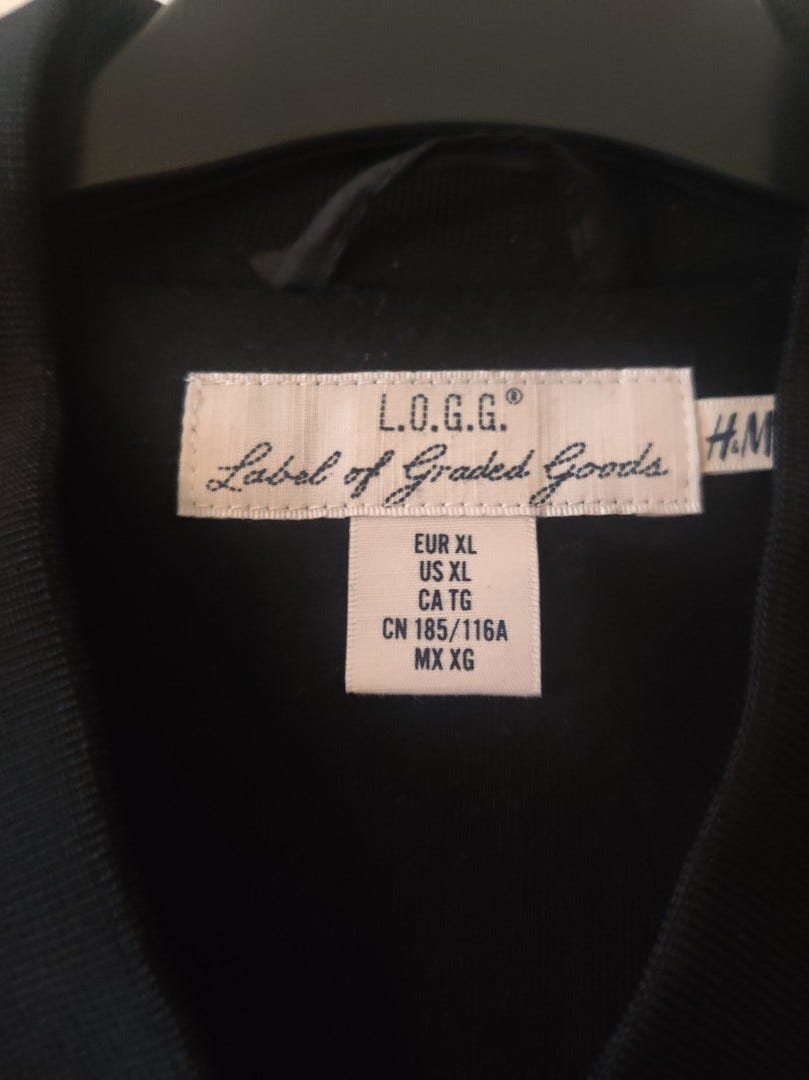 L.O.G.G.®
Label of Graded Goods
H&M
EUR XL
US XL
CA TG
CN 185/116A
MX XG